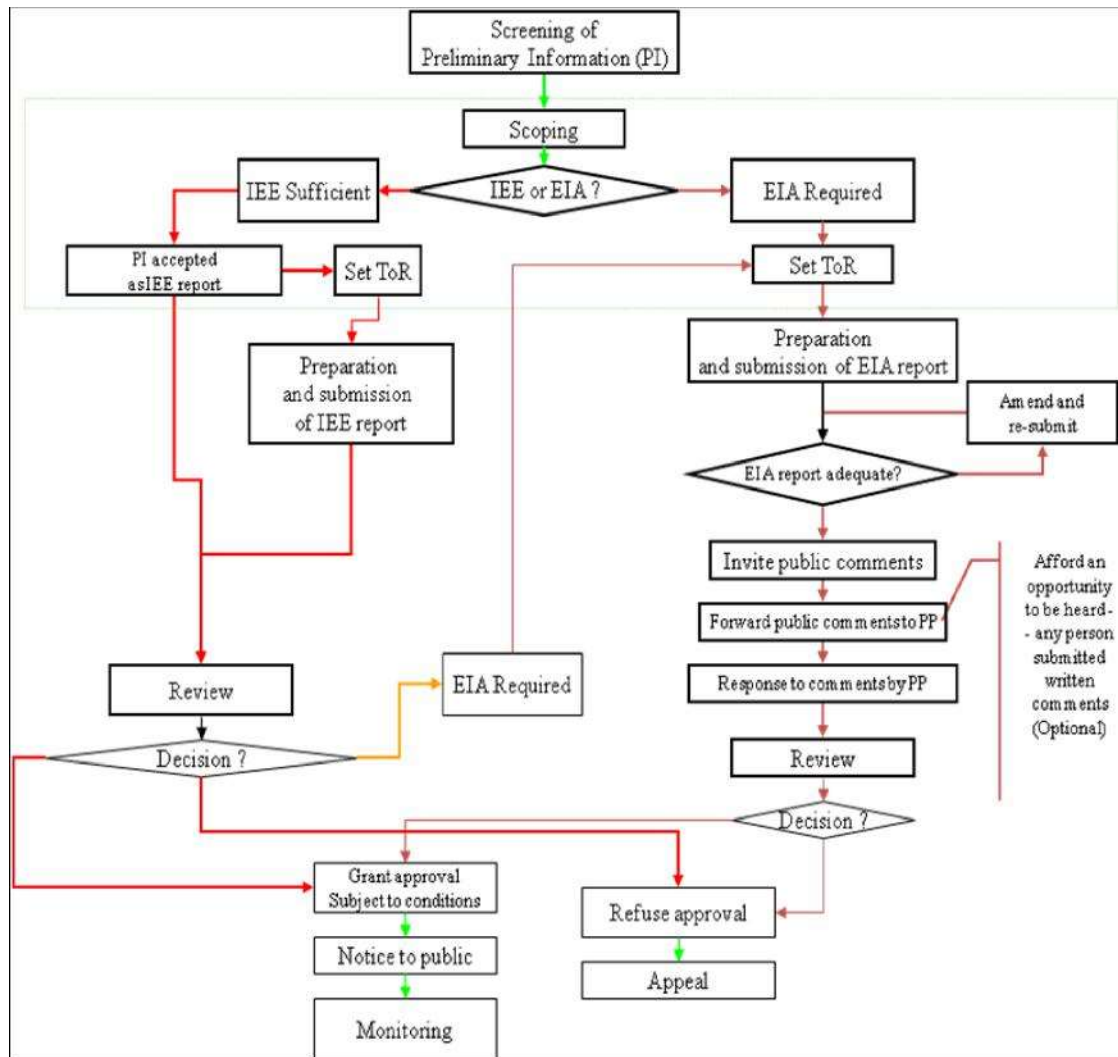 Screening of
Preliminary Information (PI)
Scoping
IEE Sufficient
IEE or EIA ?
EIA Required
PI accepted
as IEE report
Set ToR
Set ToR
Preparation
and submission
of IEE report
Preparation
and submission of EIA report
Amend and
re-submit
EIA report adequate?
Invite public comments
Forward public comments to PP
Response to comments by PP
Afford an
opportunity
to be heard-
- any person
submitted
written
comments
(Optional)
Review
EIA Required
Review
Decision ?
Decision ?
Grant approval
Subject to conditions
Refuse approval
Notice to public
Appeal
Monitoring